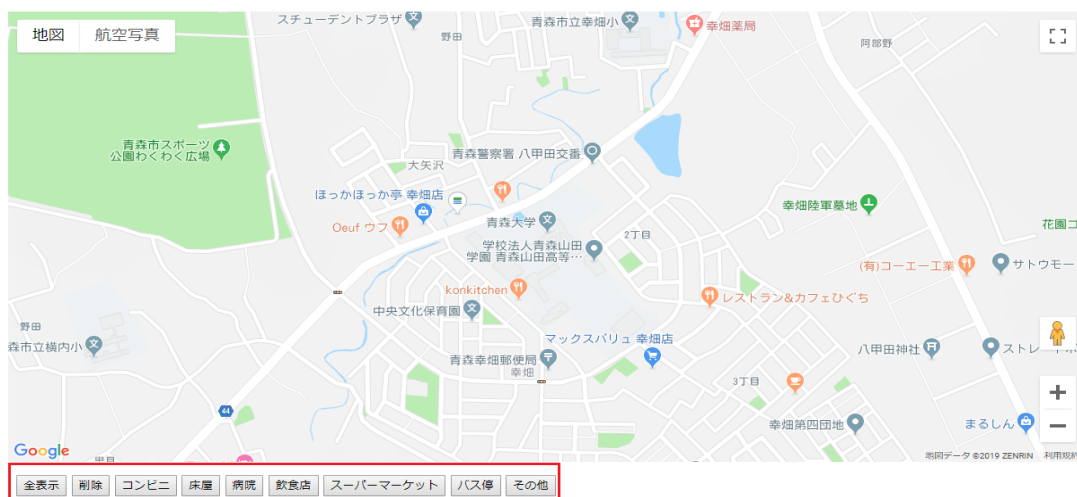 スチューデントプラザ
青森市立幸畑小
幸畑薬局
地図 航空写真
野田
阿部野
青森市スポーツ
公園わくわく広場
青森警察署 八甲田交番
大矢沢
ほっかほっか亭 幸畑店
幸畑陸軍墓地
Oeuf ウフ
青森大学
花園コ
2丁目
学校法人青森山田
学園 青森山田高等…
(有)コーエー工業
サトウモー
konkitchen
レストラン&カフェひぐち
中央文化保育園
野田
森市立横内小
マックスバリュ 幸畑店
八甲田神社
ストレ
青森幸畑郵便局
幸畑
3丁目
44
幸畑第四団地
まるしん
Google
地図データ ©2019 ZENRIN 利用規約
全表示 削除 コンビニ 床屋 病院 飲食店 スーパーマーケット バス停 その他